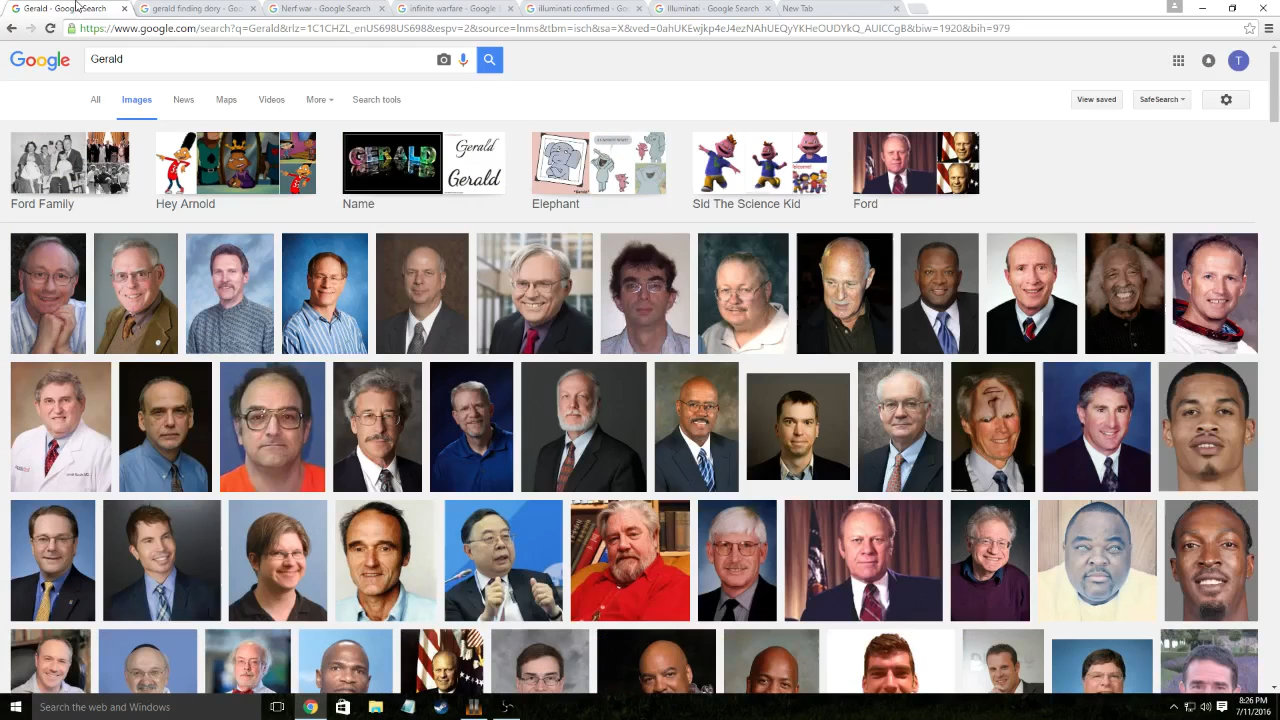 Gerald - Google Search
gerald finding dory - Goo
Nerf war - Google Search
infinite warfare - Google
illuminati confirmed - Goo
illuminati - Google Search
New Tab
https://www.google.com/search?q=Gerald&rlz=1C1CHZL_enUS698US698&espv=2&source=lnms&tbm=isch&sa=X&ved=0ahUKEwjkp4eJ4ezNAhUEQyYKHeOUDYkQ_AUICCgB&biw=1920&bih=979
Google
Gerald
T
All
Images
News
Maps
Videos
More
Search tools
View saved
SafeSearch
GERALD
Gerald
Gerald
Ford Family
Hey Arnold
Name
Elephant
Sid The Science Kid
Ford
Search the web and Windows
8:26 PM
7/11/2016